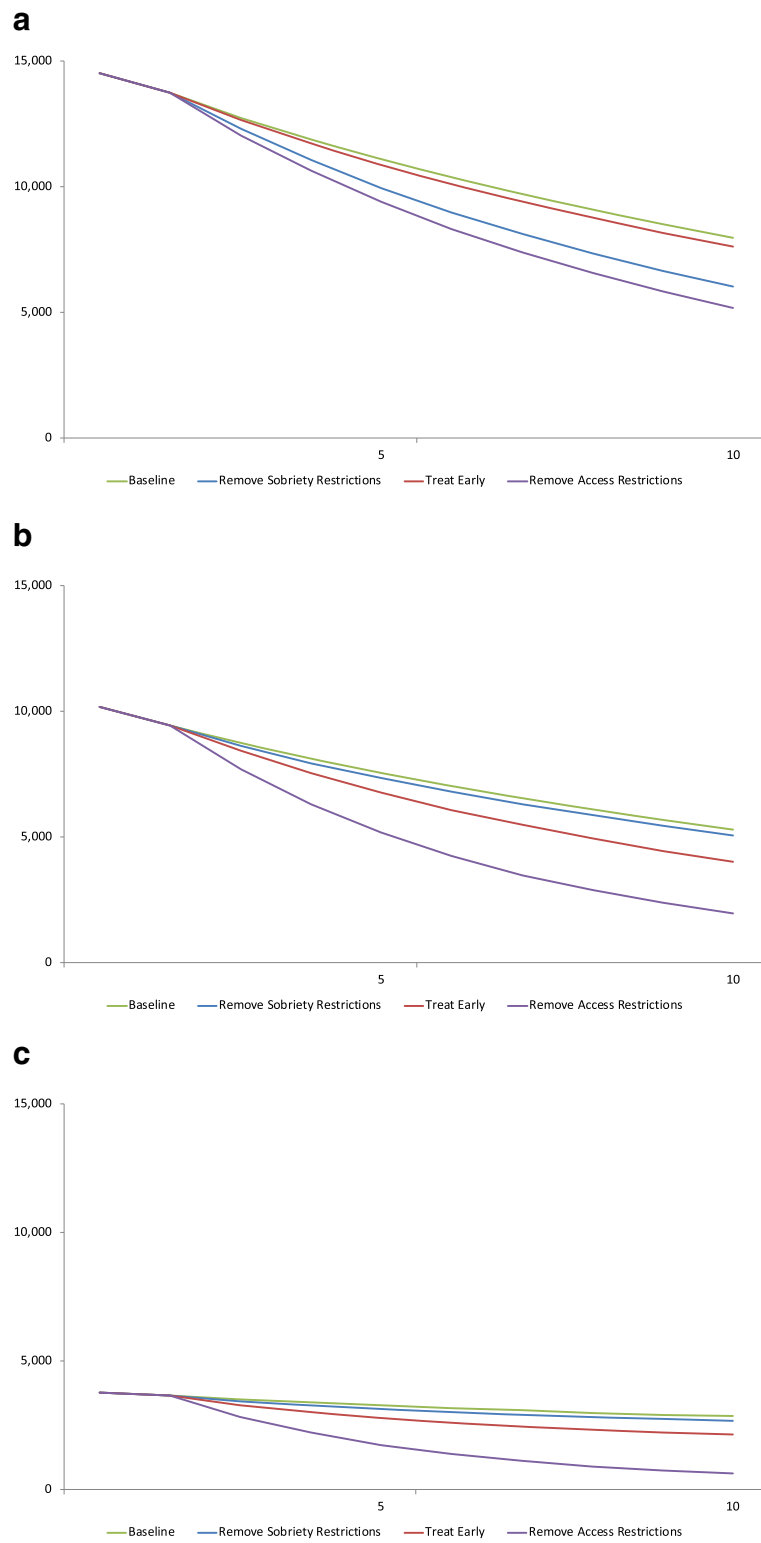 a
15,000
10,000
5,000
0
5 10
Baseline Remove Sobriety Restrictions Treat Early Remove Access Restrictions
b
15,000
10,000
5,000
0
5 10
Baseline Remove Sobriety Restrictions Treat Early Remove Access Restrictions
c
15,000
10,000
5,000
0
5 10
Baseline Remove Sobriety Restrictions Treat Early Remove Access Restrictions